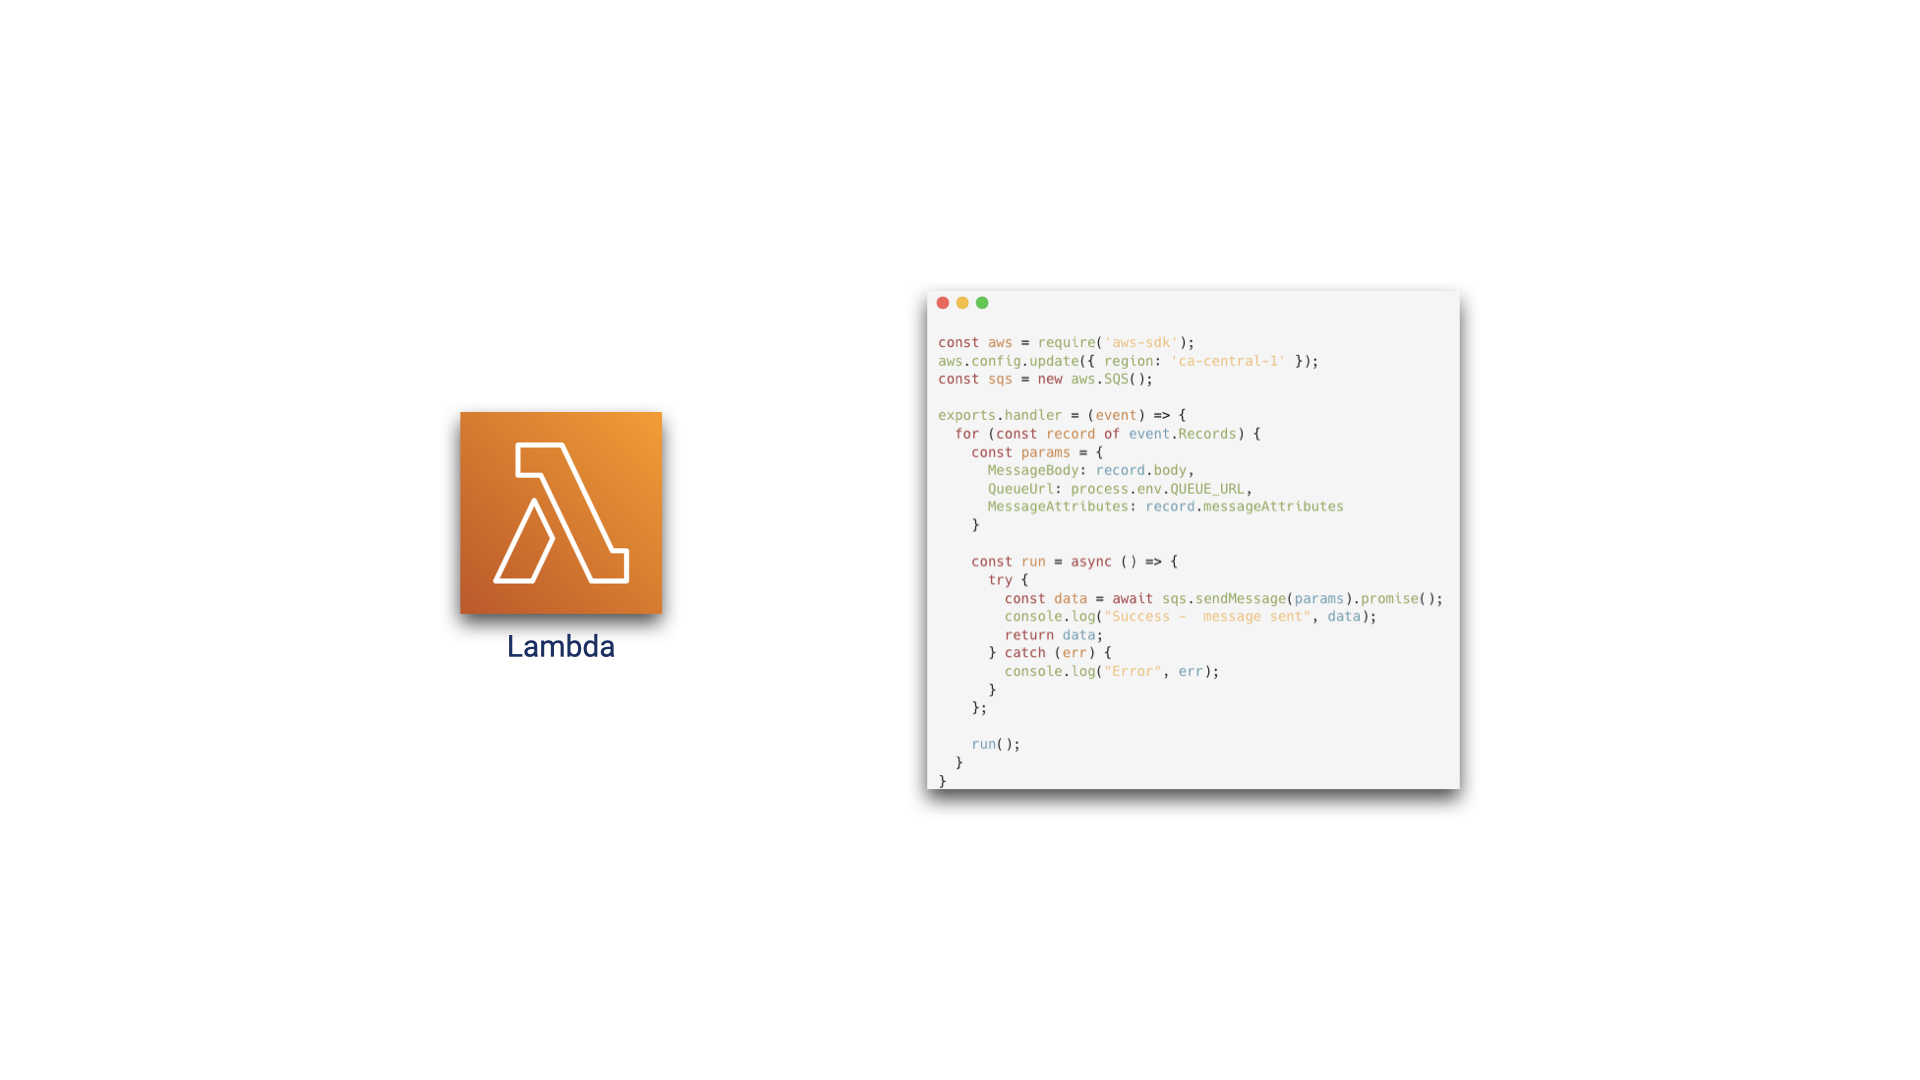 Lambda
const aws = require('aws-sdk');
aws.config.update({ region: 'ca-central-1' });
const sqs = new aws.SQS();
exports.handler = (event) => {
  for (const record of event.Records) {
    const params = {
      MessageBody: record.body,
      QueueUrl: process.env.QUEUE_URL,
      MessageAttributes: record.messageAttributes
    }
    const run = async () => {
      try {
        const data = await sqs.sendMessage(params).promise();
        console.log("Success -  message sent", data);
        return data;
      } catch (err) {
        console.log("Error", err);
      }
    };
    run();
  }
}